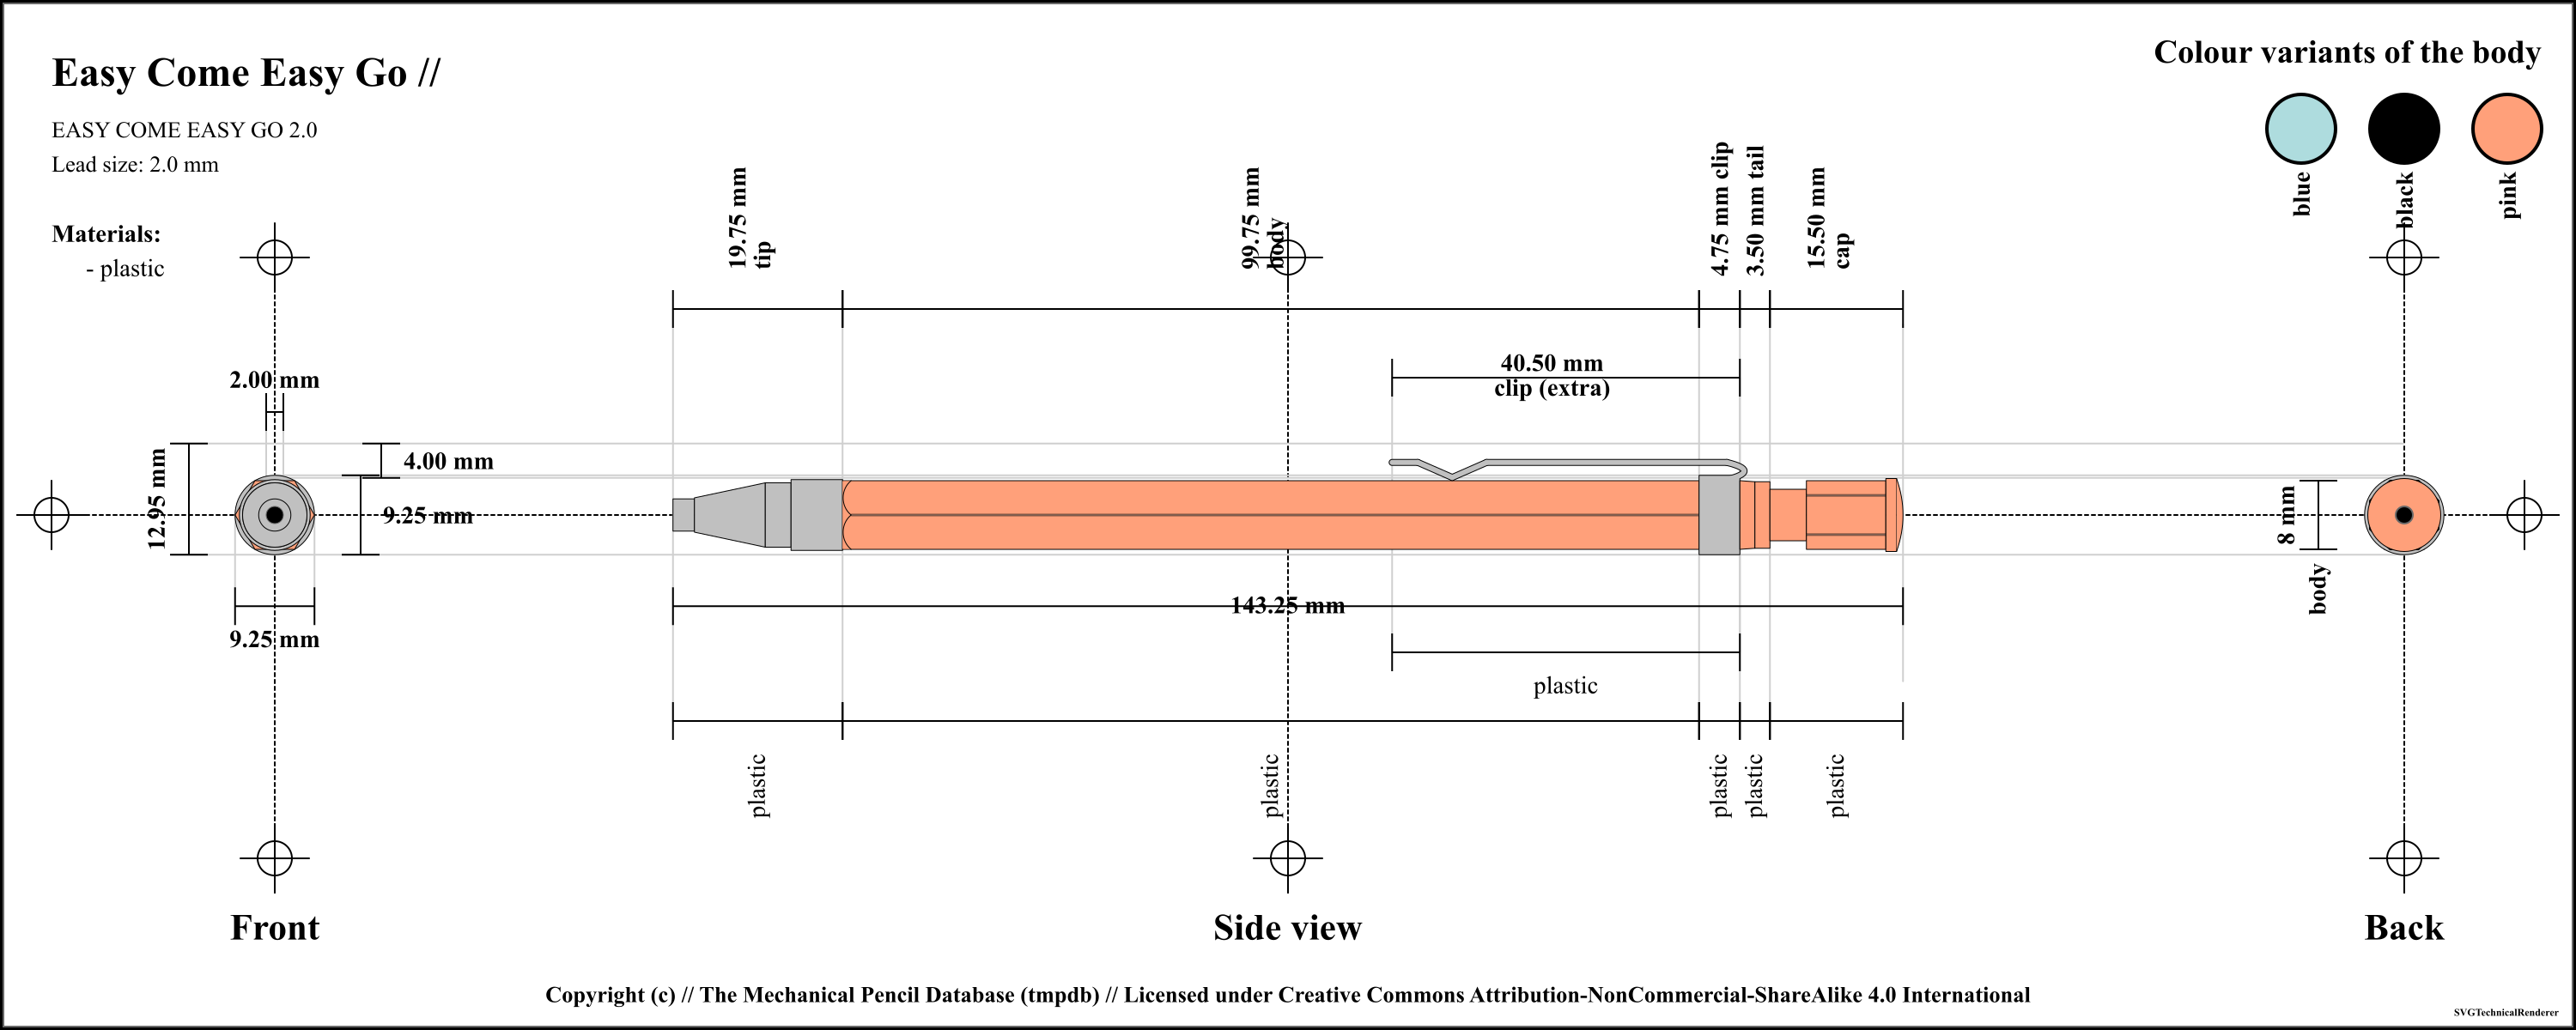 Easy Come Easy Go //
EASY COME EASY GO 2.0
Lead size: 2.0 mm
Materials:
- plastic
Colour variants of the body
blue
black
pink
19.75 mm
tip
99.75 mm
body
4.75 mm clip
3.50 mm tail
15.50 mm
cap
40.50 mm
clip (extra)
2.00 mm
4.00 mm
12.95 mm
9.25 mm
9.25 mm
8 mm
body
143.25 mm
plastic
plastic
plastic
plastic
plastic
plastic
Front
Side view
Back
Copyright (c) // The Mechanical Pencil Database (tmpdb) // Licensed under Creative Commons Attribution-NonCommercial-ShareAlike 4.0 International
SVGTechnicalRenderer